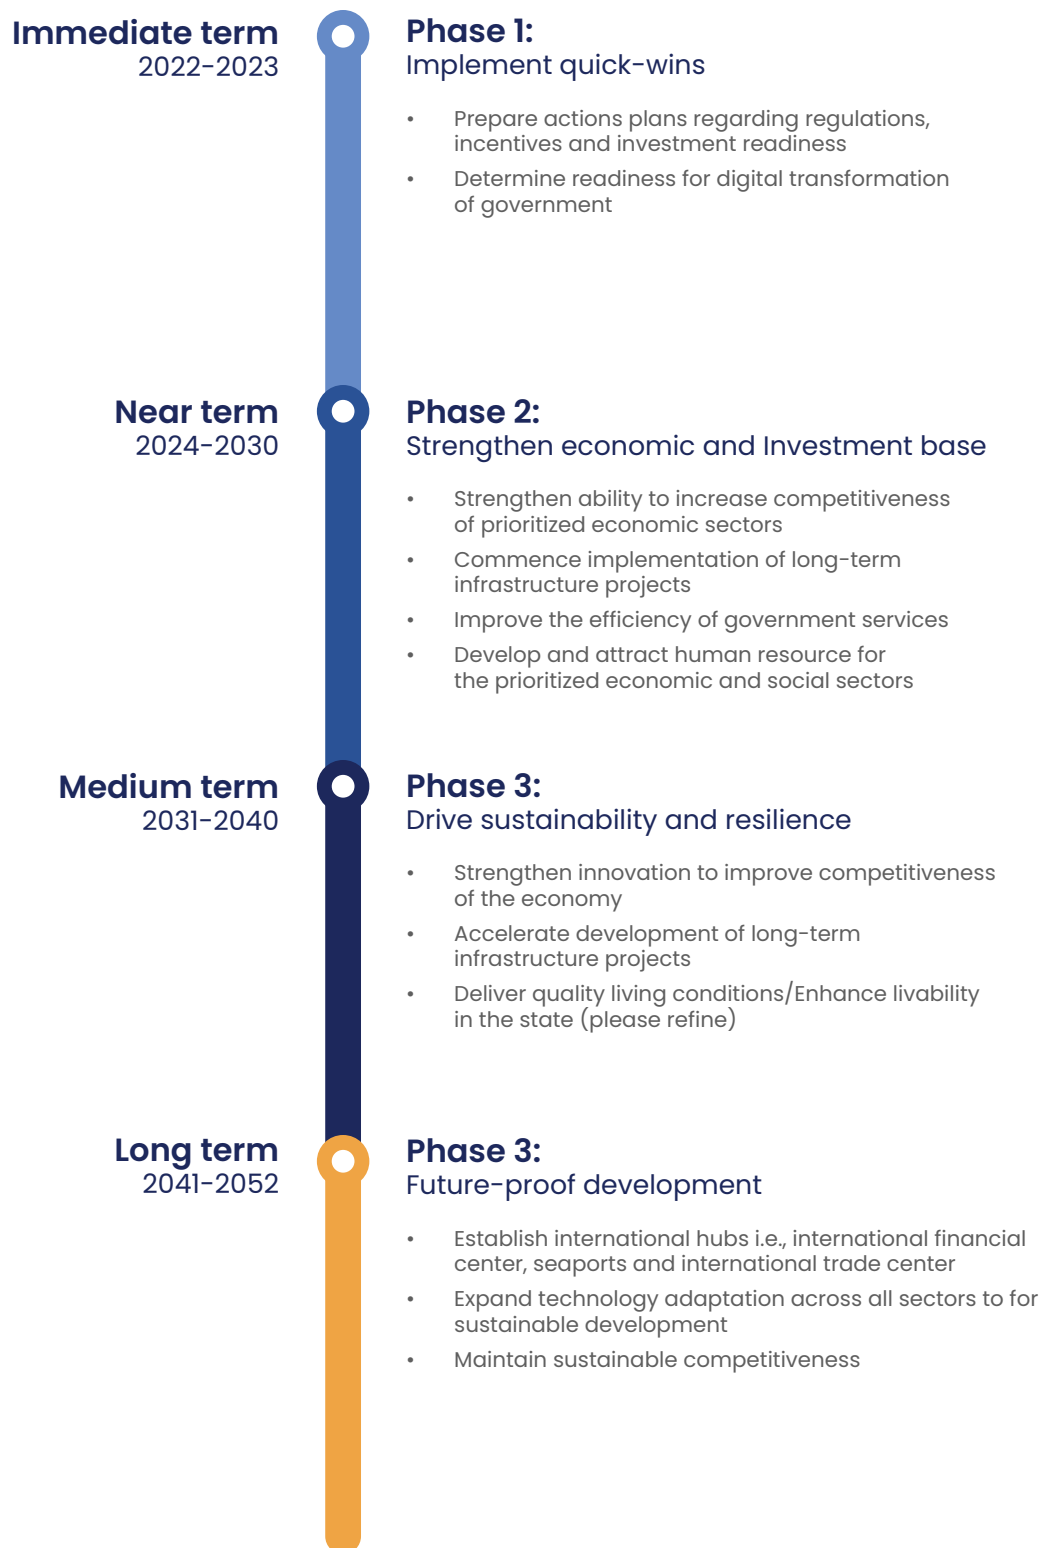 Immediate term
2022-2023
Phase 1:
Implement quick-wins
• Prepare actions plans regarding regulations,
incentives and investment readiness
• Determine readiness for digital transformation
of government
Near term
2024-2030
Phase 2:
Strengthen economic and Investment base
• Strengthen ability to increase competitiveness
of prioritized economic sectors
• Commence implementation of long-term
infrastructure projects
• Improve the efficiency of government services
• Develop and attract human resource for
the prioritized economic and social sectors
Medium term
2031-2040
Phase 3:
Drive sustainability and resilience
• Strengthen innovation to improve competitiveness
of the economy
• Accelerate development of long-term
infrastructure projects
• Deliver quality living conditions/Enhance livability
in the state (please refine)
Long term
2041-2052
Phase 3:
Future-proof development
• Establish international hubs i.e., international financial
center, seaports and international trade center
• Expand technology adaptation across all sectors to for
sustainable development
• Maintain sustainable competitiveness